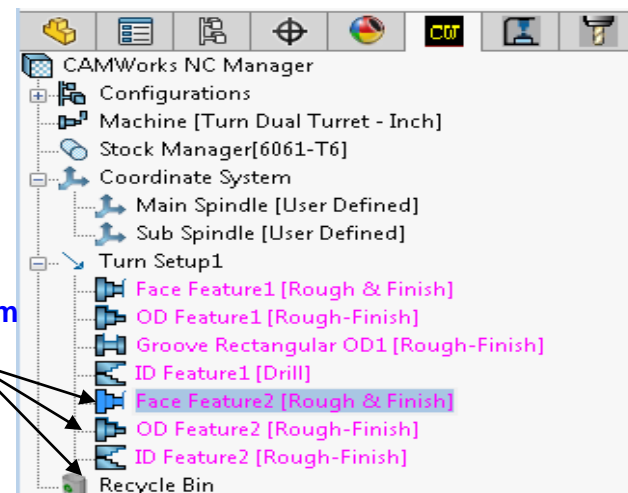 CW
CAMWorks NC Manager
Configurations
Machine [Turn Dual Turret - Inch]
Stock Manager[6061-T6]
Coordinate System
Main Spindle [User Defined]
Sub Spindle [User Defined]
Turn Setup1
Face Feature1 [Rough & Finish]
m
OD Feature1 [Rough-Finish]
Groove Rectangular OD1 [Rough-Finish]
ID Feature1 [Drill]
Face Feature2 [Rough & Finish]
OD Feature2 [Rough-Finish]
ID Feature2 [Rough-Finish]
Recycle Bin